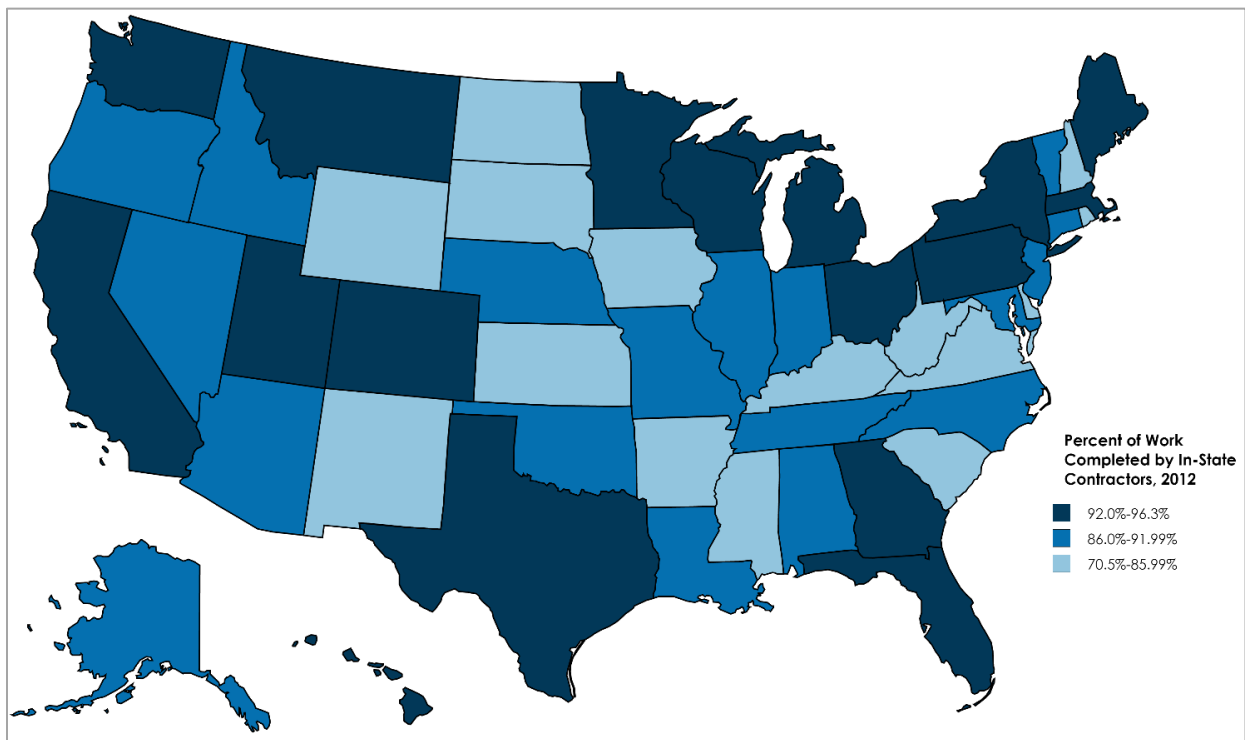 Percent of Work
Completed by In-State
Contractors, 2012
92.0%-96.3%
86.0%-91.99%
70.5%-85.99%